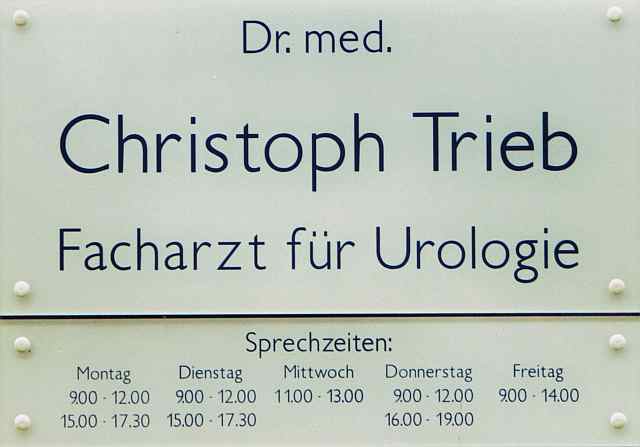 Dr. med.
Christoph Trieb
Facharzt für Urologie
Sprechzeiten:
Montag Dienstag Mittwoch Donnerstag Freitag
9.00 · 12.00 9.00 · 12.00 11.00 · 13.00 9.00 · 12.00 9.00 · 14.00
15.00 · 17.30 15.00 · 17.30 16.00 · 19.00